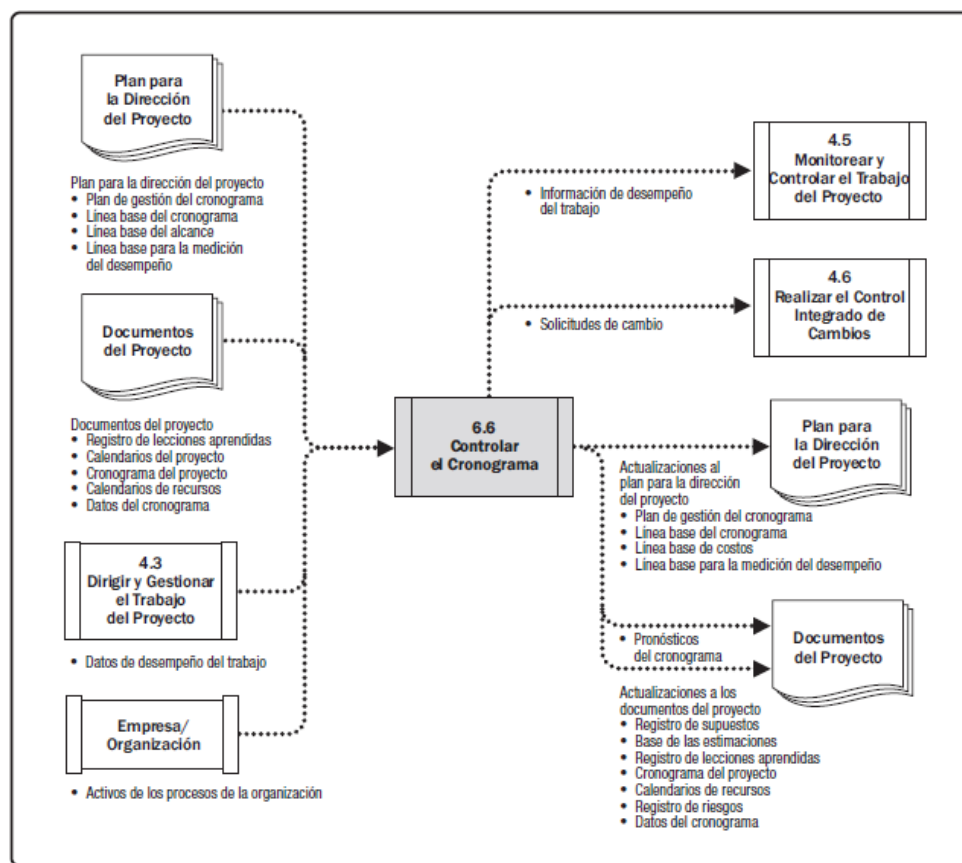 Plan para
la Dirección
del Proyecto
Plan para la dirección del proyecto
• Plan de gestión del cronograma
• Línea base del cronograma
• Línea base del alcance
• Línea base para la medición
del desempeño
Documentos
del Proyecto
Documentos del proyecto
• Registro de lecciones aprendidas
• Calendarios del proyecto
• Cronograma del proyecto
• Calendarios de recursos
• Datos del cronograma
4.3
Dirigir y Gestionar
el Trabajo
del Proyecto
• Datos de desempeño del trabajo
Empresa/
Organización
• Activos de los procesos de la organización
6.6
Controlar
el Cronograma
• Información de desempeño
del trabajo
4.5
Monitorear y
Controlar el Trabajo
del Proyecto
• Solicitudes de cambio
4.6
Realizar el Control
Integrado de
Cambios
Plan para
la Dirección
del Proyecto
Actualizaciones al
plan para la dirección
del proyecto
• Plan de gestión del cronograma
• Línea base del cronograma
• Línea base de costos
• Línea base para la medición del desempeño
• Pronósticos
del cronograma
Documentos
del Proyecto
Actualizaciones a los
documentos del proyecto
• Registro de supuestos
• Base de las estimaciones
• Registro de lecciones aprendidas
• Cronograma del proyecto
• Calendarios de recursos
• Registro de riesgos
• Datos del cronograma